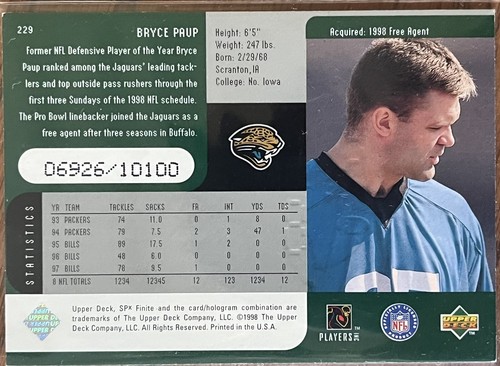 229
BRYCE PAUP
Former NFL Defensive Player of the Year Bryce
Paup ranked among the Jaguars' leading tack-
lers and top outside pass rushers through the
first three Sundays of the 1998 NFL schedule.
The Pro Bowl linebacker joined the Jaguars as a
free agent after three seasons in Buffalo.
06926/10100
Height: 6'5"
Weight: 247 lbs.
Born: 2/29/68
Scranton,IA
College: No. Iowa
Acquired: 1998 Free Agent
STATISTICS
YR TEAM TACKLES SACKS FR INT YDS TDS
93 PACKERS 74 11.0 0 1 8 0
94 PACKERS 79 7.5 2 3 47 1
95 BILLS 89 17.5 1 2 0 0
96 BILLS 48 6.0 0 0 0 0
97 BILLS 78 9.5 1 0 0 0
8 NFL TOTALS 1234 12345 12 123 1234 12
Upper Deck, SPx Finite and the card/hologram combination are
trademarks of The Upper Deck Company, LLC. ©1998 The Upper
Deck Company, LLC. All Rights Reserved. Printed in the U.S.A.
PLAYERS INC
NFL
UPPER DECK